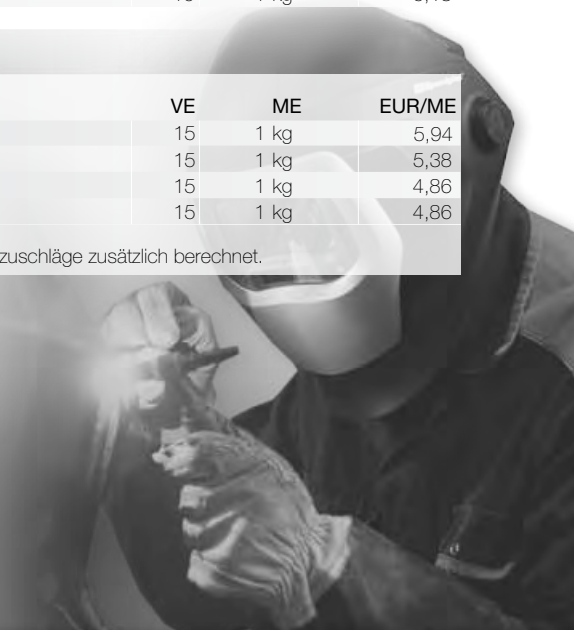 VE ME EUR/ME
15 1 kg 5,94
15 1 kg 5,38
15 1 kg 4,86
15 1 kg 4,86
zuschläge zusätzlich berechnet.